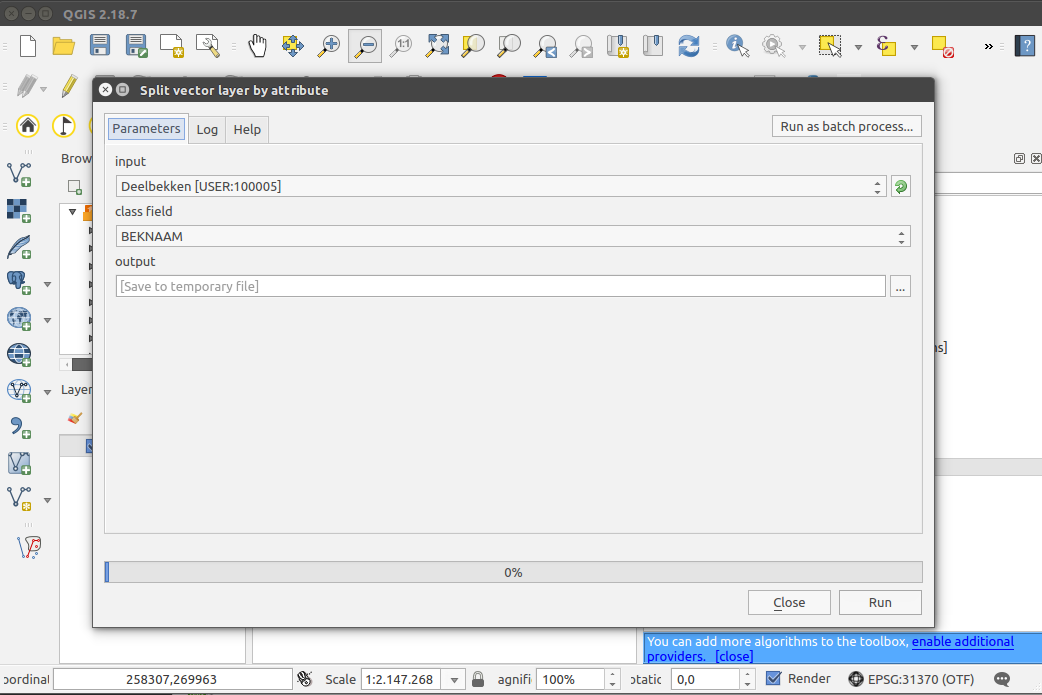 QGIS 2.18.7
1:1
»
?
Split vector layer by attribute
Parameters Log Help
Run as batch process...
Brow
input
Deelbekken [USER:100005]
class field
BEKNAAM
output
[Save to temporary file]
...
ns]
Layer
0%
Close Run
You can add more algorithms to the toolbox, enable additional
providers. [close]
oordinat 258307,269963 Scale 1:2.147.268 agnifi 100% otatic 0,0 Render EPSG:31370 (OTF)